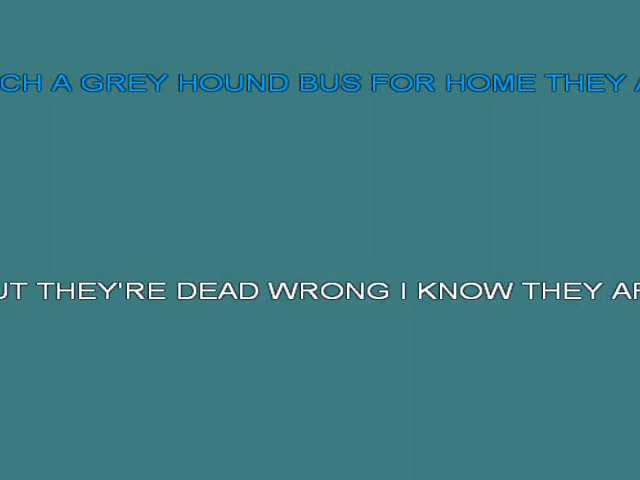 CH A GREY HOUND BUS FOR HOME THEY A
UT THEY'RE DEAD WRONG I KNOW THEY AR